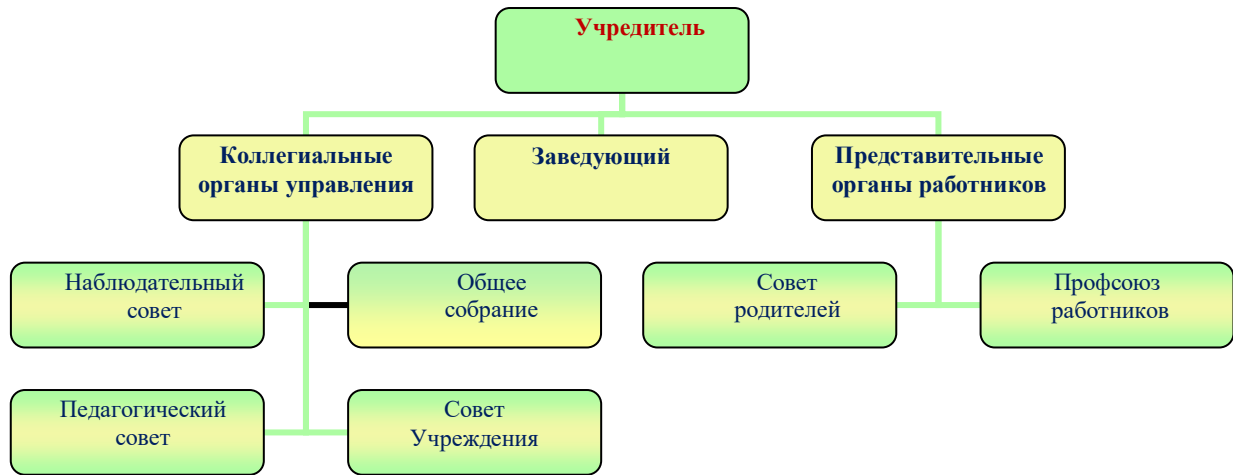 Учредитель
Коллегиальные
органы управления
Заведующий
Представительные
органы работников
Наблюдательный
совет
Общее
собрание
Совет
родителей
Профсоюз
работников
Педагогический
совет
Совет
Учреждения